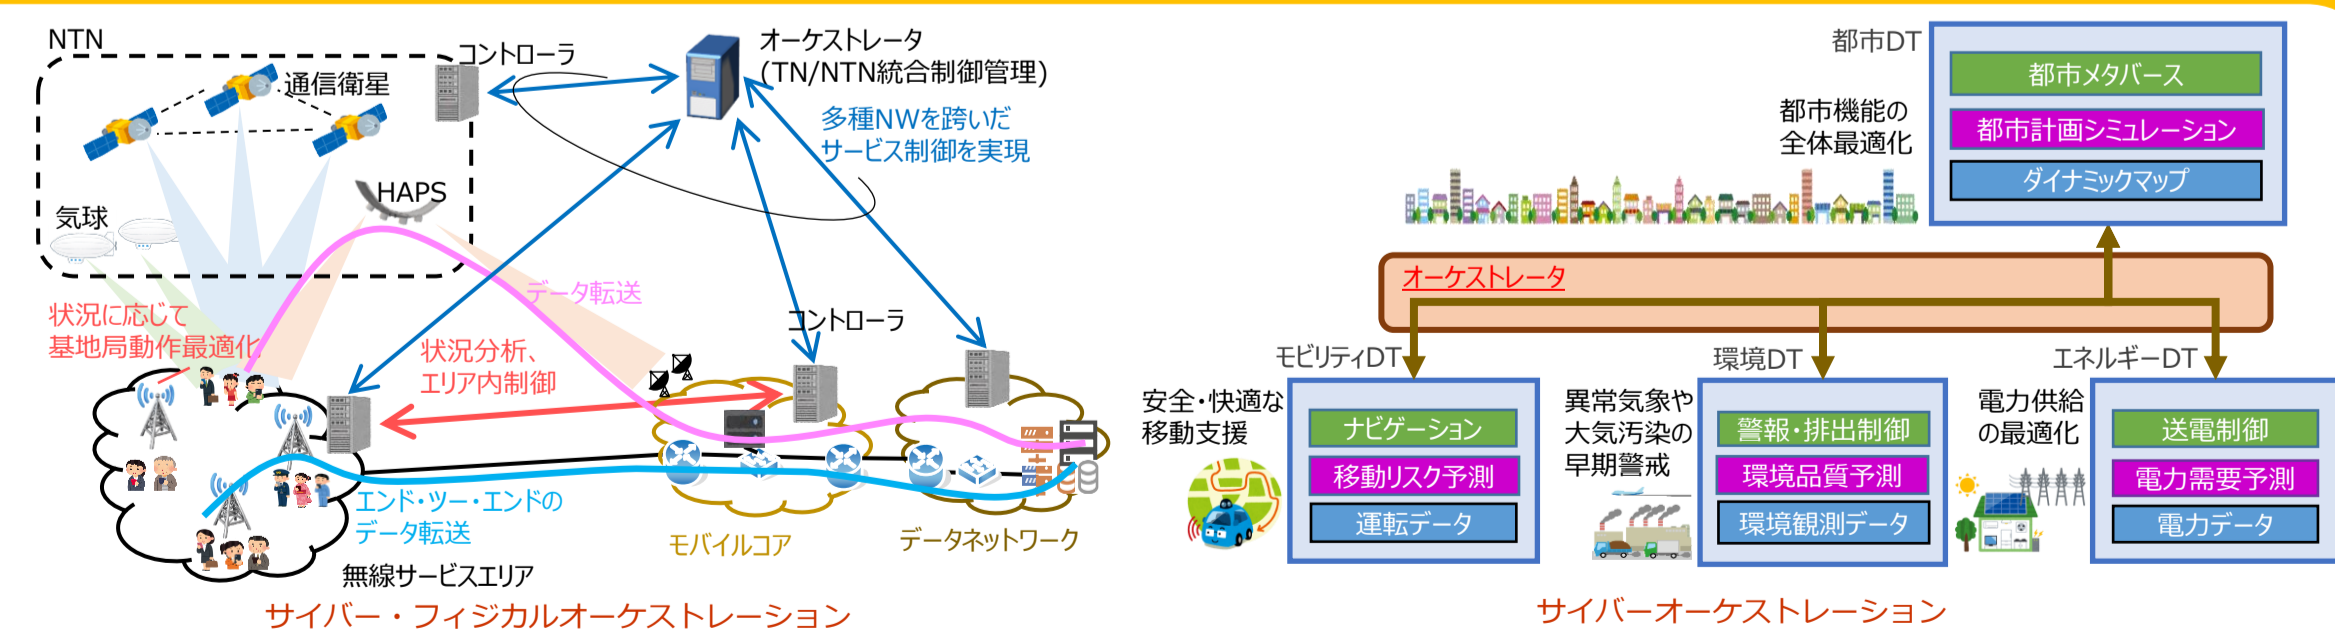 NTN
コントローラ
通信衛星
HAPS
気球
オーケストレータ
(TN/NTN統合制御管理)
多種NWを跨いだ
サービス制御を実現
データ転送
状況に応じて
基地局動作最適化
状況分析、
エリア内制御
コントローラ
エンド・ツー・エンドの
データ転送
モバイルコア
データネットワーク
無線サービスエリア
サイバー・フィジカルオーケストレーション
都市DT
都市機能の
全体最適化
都市メタバース
都市計画シミュレーション
ダイナミックマップ
オーケストレータ
モビリティDT
安全・快適な
移動支援
ナビゲーション
移動リスク予測
運転データ
環境DT
異常気象や
大気汚染の
早期警戒
警報・排出制御
環境品質予測
環境観測データ
エネルギーDT
電力供給
の最適化
送電制御
電力需要予測
電力データ
サイバーオーケストレーション